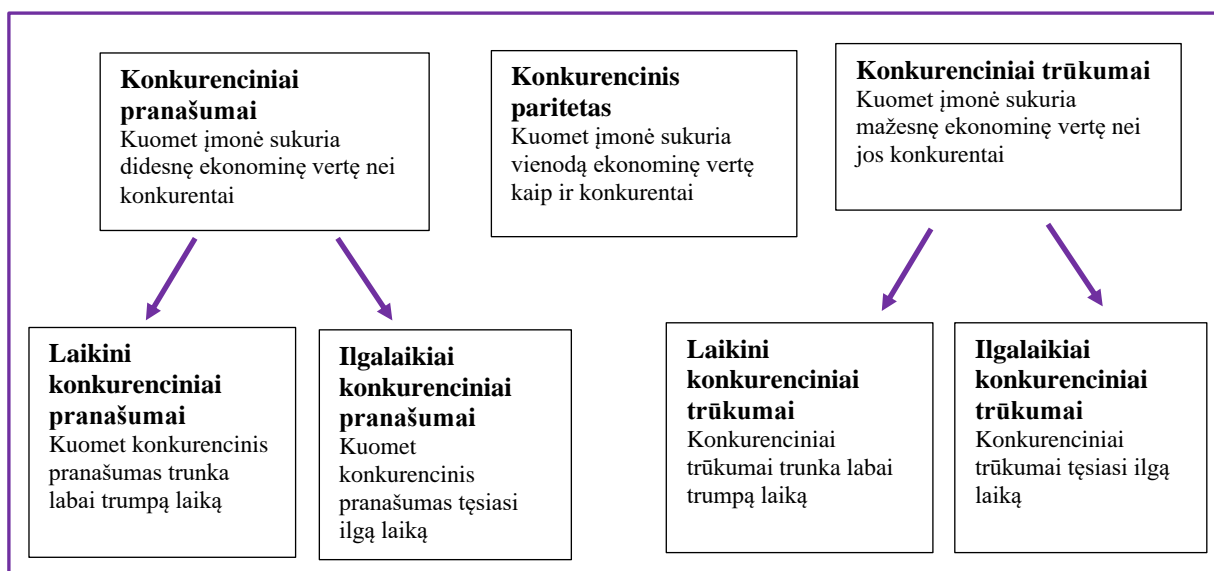 Konkurenciniai
pranašumai
Kuomet įmonė sukuria
didesnę ekonominę vertę nei
konkurentai
Konkurencinis
paritetas
Kuomet įmonė sukuria
vienodą ekonominę vertę
kaip ir konkurentai
Konkurenciniai trūkumai
Kuomet įmonė sukuria
mažesnę ekonominę vertę nei
jos konkurentai
Laikini
konkurenciniai
pranašumai
Kuomet konkurencinis
pranašumas trunka
labai trumpą laiką
Ilgalaikiai
konkurenciniai
pranašumai
Kuomet
konkurencinis
pranašumas tęsiasi
ilgą laiką
Laikini
konkurenciniai
trūkumai
Konkurenciniai
trūkumai trunka labai
trumpą laiką
Ilgalaikiai
konkurenciniai
trūkumai
Konkurenciniai
trūkumai tęsiasi ilgą
laiką